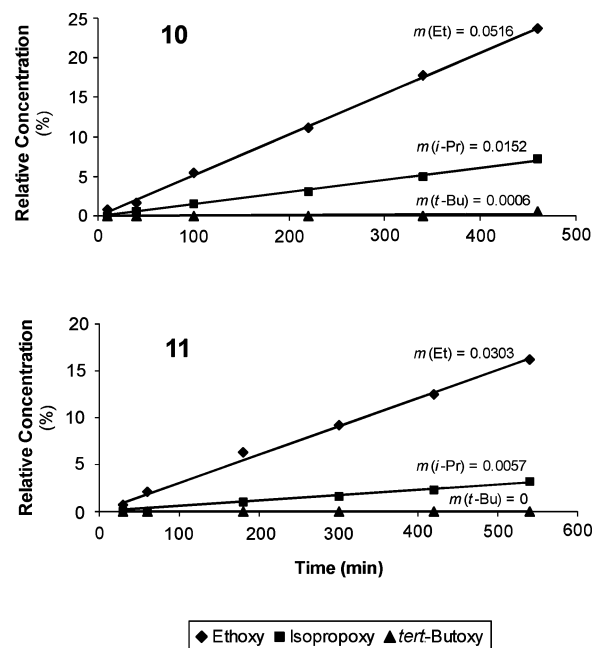 10
Relative Concentration
(%)
25
20
15
10
5
0
m(Et) = 0.0516
m(i-Pr) = 0.0152
m(t-Bu) = 0.0006
0
100
200
300
400
500
11
Relative Concentration
(%)
20
15
10
5
0
m(Et) = 0.0303
m(i-Pr) = 0.0057
m(t-Bu) = 0
0
100
200
300
400
500
600
Time (min)
Ethoxy
Isopropoxy
tert-Butoxy